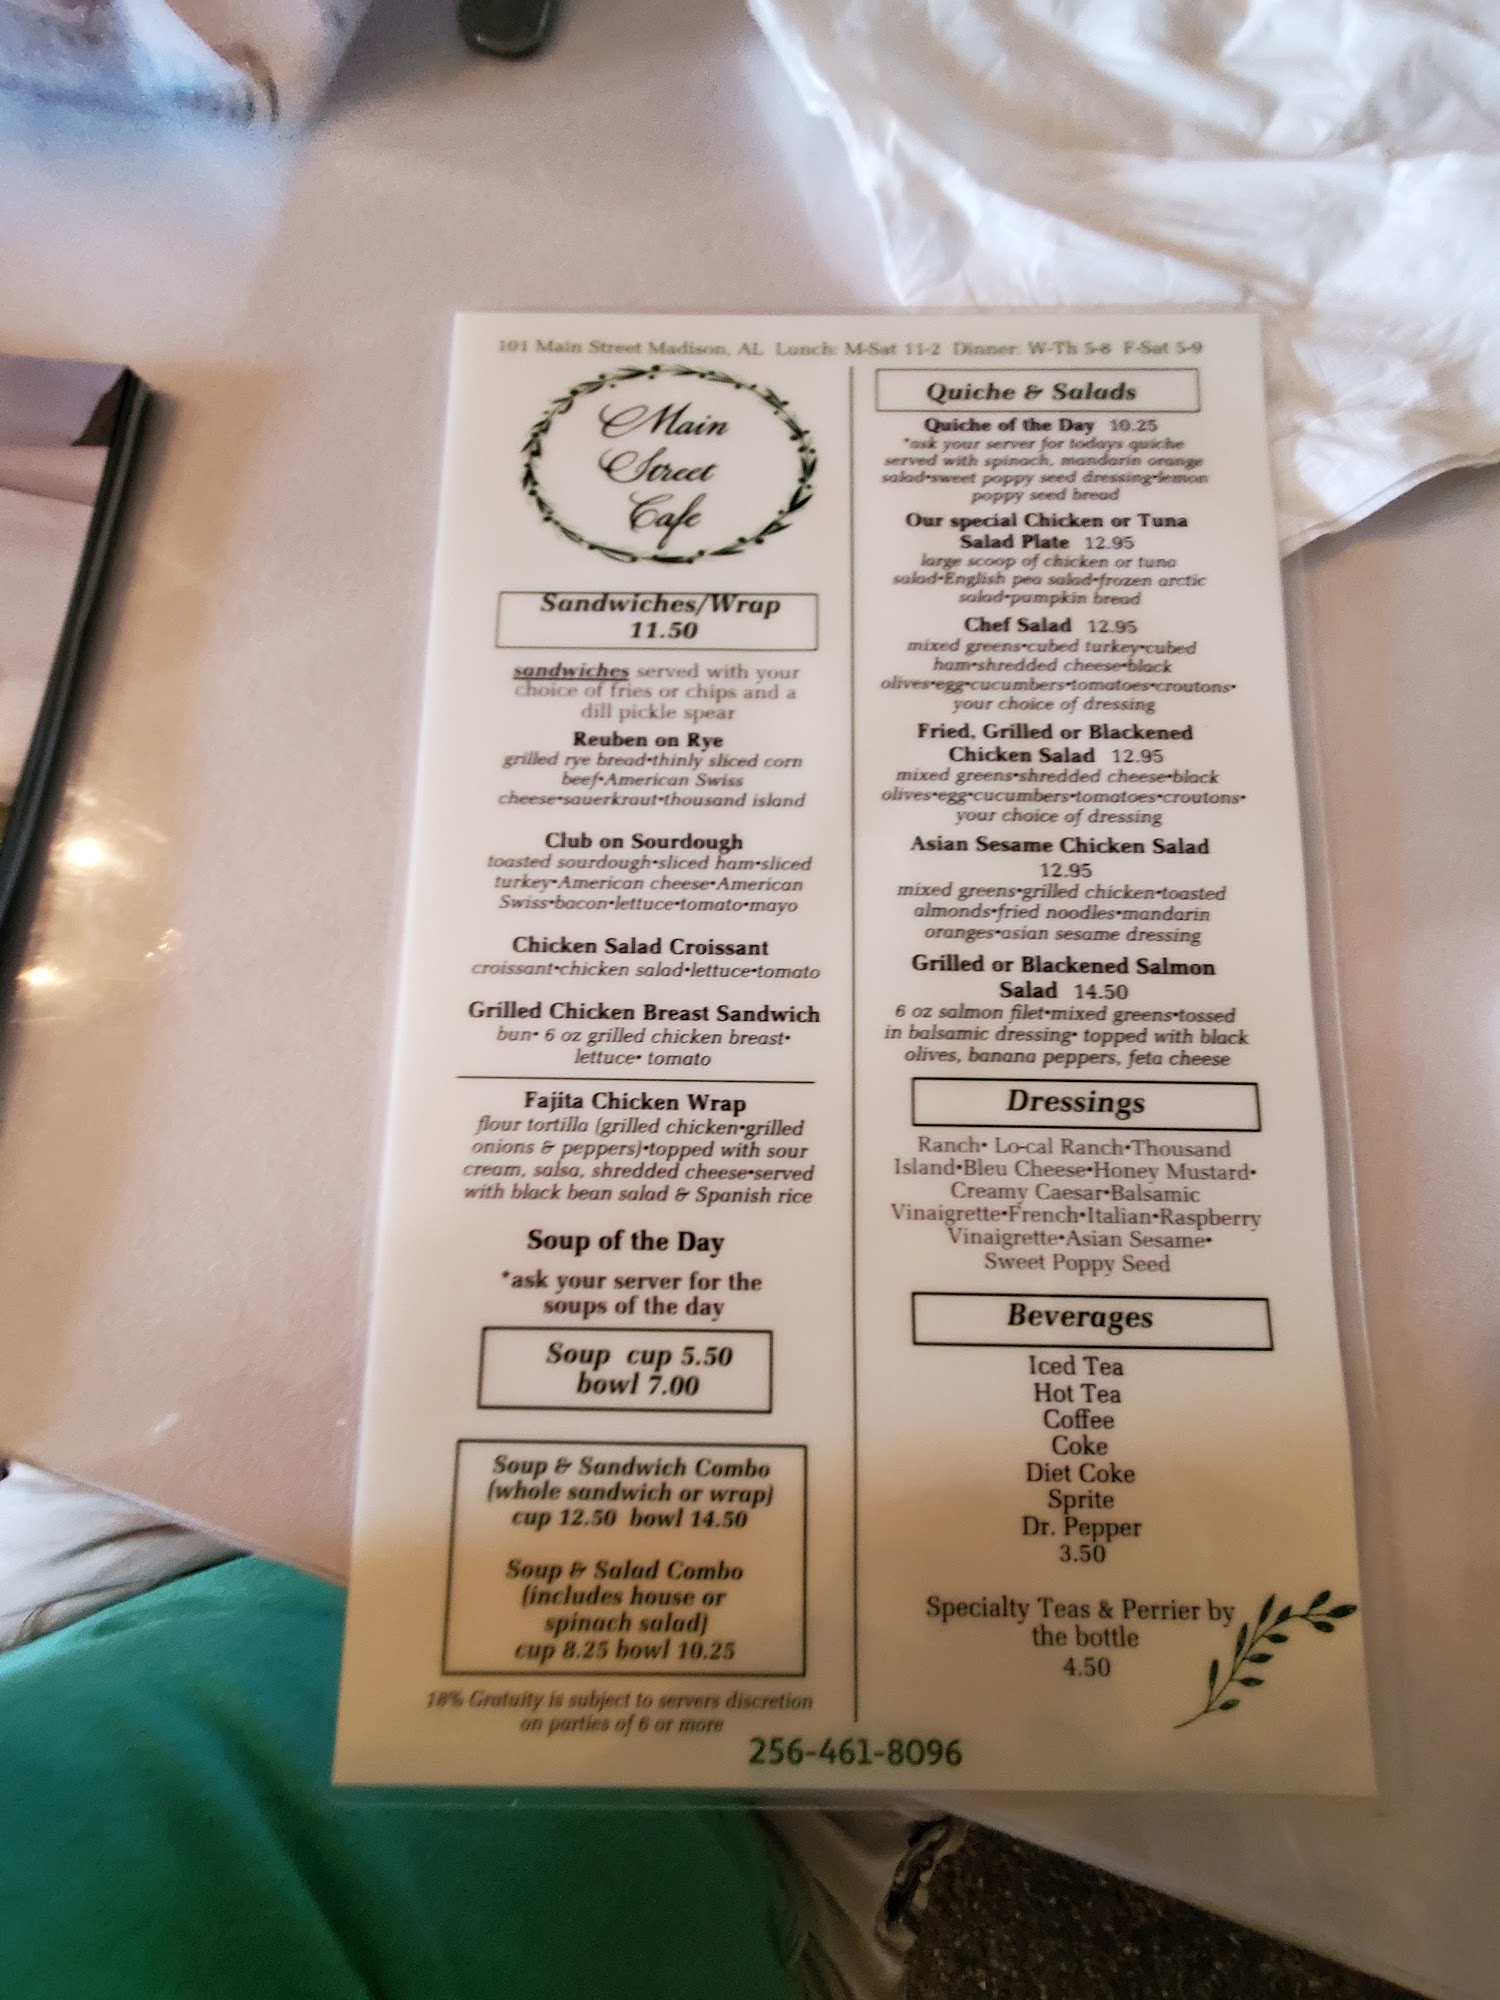 101 Main Street Madison, AL Lunch: M-Sat 11-2 Dinner: W-Th 5-8 F-Sat 5-9
Main
Street
Cafe
Sandwiches/Wrap
11.50
sandwiches served with your
choice of fries or chips and a
dill pickle spear
Reuben on Rye
grilled rye bread•thinly sliced corn
beef•American Swiss
cheese•sauerkraut•thousand island
Club on Sourdough
toasted sourdough•sliced ham•sliced
turkey•American cheese•American
Swiss•bacon•lettuce•tomato•mayo
Chicken Salad Croissant
croissant•chicken salad•lettuce•tomato
Grilled Chicken Breast Sandwich
bun• 6 oz grilled chicken breast•
lettuce• tomato
Fajita Chicken Wrap
flour tortilla (grilled chicken•grilled
onions & peppers)•topped with sour
cream, salsa, shredded cheese•served
with black bean salad & Spanish rice
Soup of the Day
*ask your server for the
soups of the day
Soup cup 5.50
bowl 7.00
Soup & Sandwich Combo
(whole sandwich or wrap)
cup 12.50 bowl 14.50
Soup & Salad Combo
(includes house or
spinach salad)
cup 8.25 bowl 10.25
18% Gratuity is subject to servers discretion
on parties of 6 or more
Quiche & Salads
Quiche of the Day 10.25
*ask your server for todays quiche
served with spinach, mandarin orange
salad•sweet poppy seed dressing•lemon
poppy seed bread
Our special Chicken or Tuna
Salad Plate 12.95
large scoop of chicken or tuna
salad•English pea salad•frozen arctic
salad•pumpkin bread
Chef Salad 12.95
mixed greens•cubed turkey•cubed
ham•shredded cheese•black
olives•egg•cucumbers•tomatoes•croutons•
your choice of dressing
Fried, Grilled or Blackened
Chicken Salad 12.95
mixed greens•shredded cheese•black
olives•egg•cucumbers•tomatoes•croutons•
your choice of dressing
Asian Sesame Chicken Salad
12.95
mixed greens•grilled chicken•toasted
almonds•fried noodles•mandarin
oranges•asian sesame dressing
Grilled or Blackened Salmon
Salad 14.50
6 oz salmon filet•mixed greens•tossed
in balsamic dressing• topped with black
olives, banana peppers, feta cheese
Dressings
Ranch• Lo-cal Ranch•Thousand
Island•Bleu Cheese•Honey Mustard•
Creamy Caesar•Balsamic
Vinaigrette•French•Italian•Raspberry
Vinaigrette•Asian Sesame•
Sweet Poppy Seed
Beverages
Iced Tea
Hot Tea
Coffee
Coke
Diet Coke
Sprite
Dr. Pepper
3.50
Specialty Teas & Perrier by
the bottle
4.50
256-461-8096